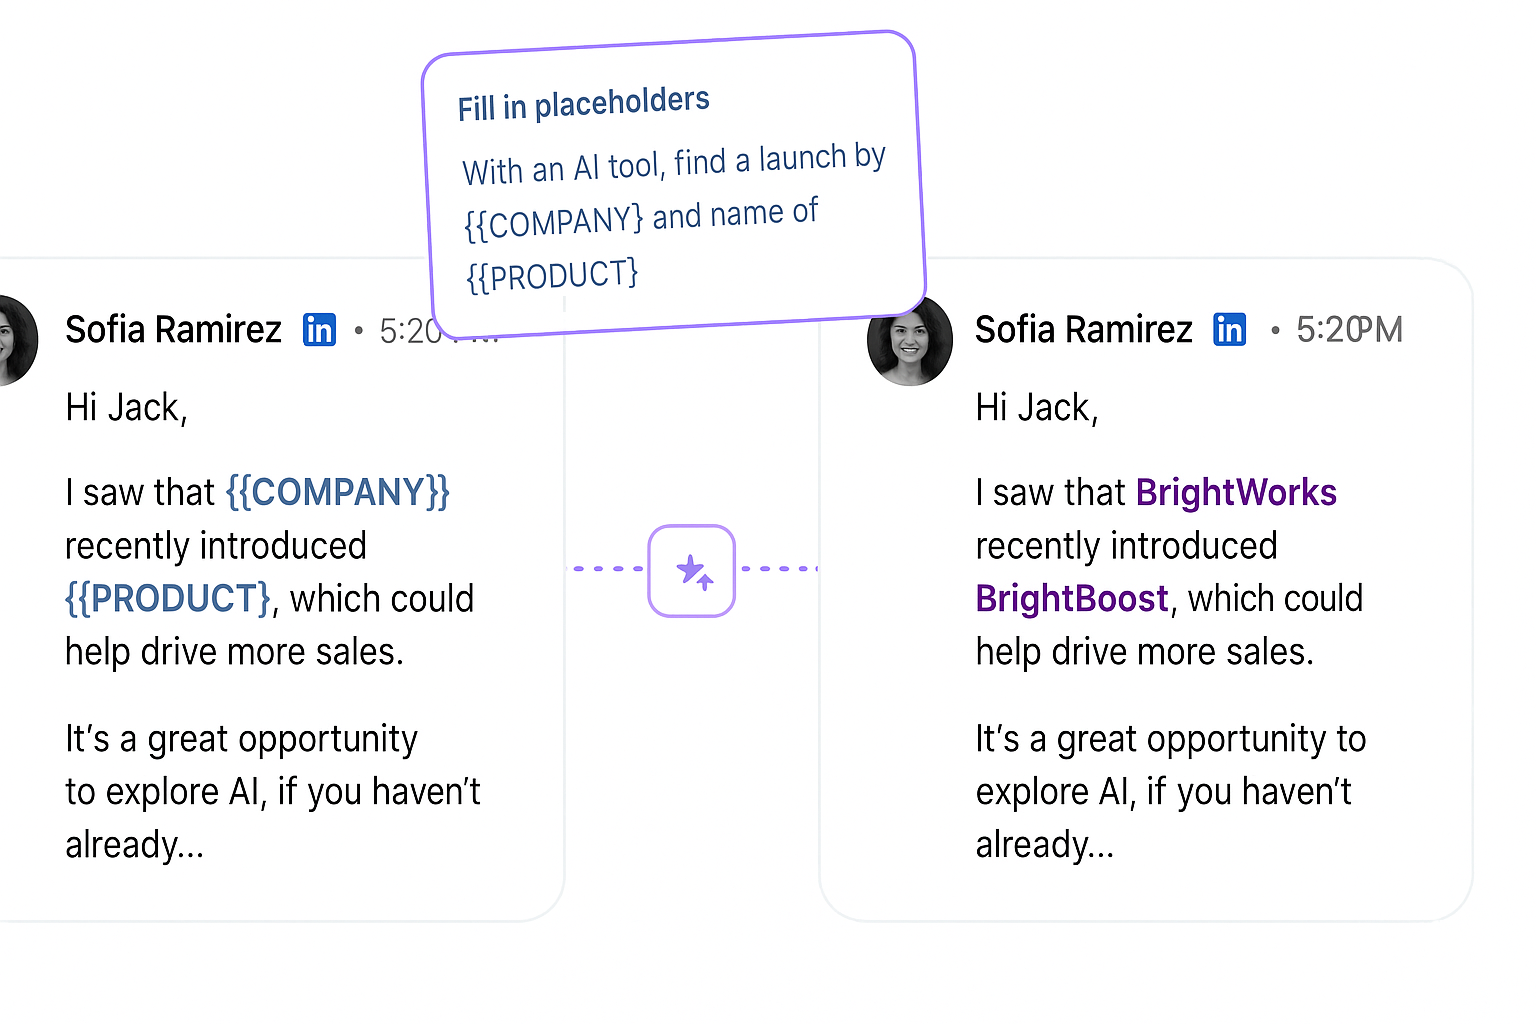 Fill in placeholders
With an AI tool, find a launch by
{{COMPANY} and name of
{{PRODUCT}
Sofia Ramirez in • 5:20
Hi Jack,
I saw that {{COMPANY}}
recently introduced
{{PRODUCT}, which could
help drive more sales.
It's a great opportunity
to explore AI, if you haven't
already...
Sofia Ramirez in • 5:20PM
Hi Jack,
I saw that BrightWorks
recently introduced
BrightBoost, which could
help drive more sales.
It's a great opportunity to
explore AI, if you haven't
already...